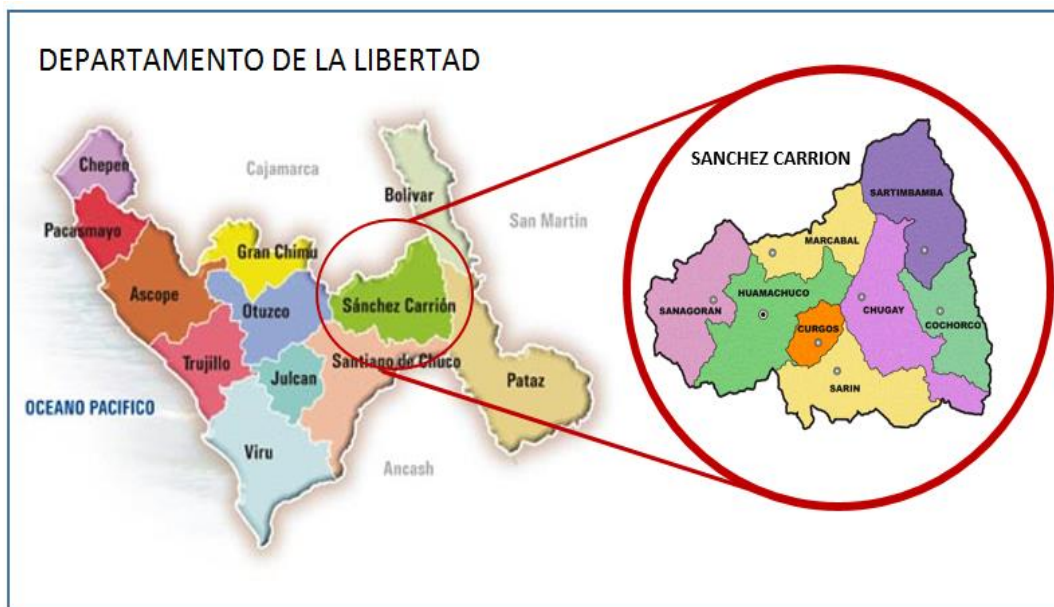 DEPARTAMENTO DE LA LIBERTAD
Chepen
Cajamarca
Pacasmayo
Bolivar
San Martin
Gran Chimu
Ascope
Otuzco
Sánchez Carrión
Trujillo
Santiago de Chuco
Julcan
Pataz
OCEANO PACIFICO
Viru
Ancash
SANCHEZ CARRION
SARTIMBAMBA
MARCABAL
HUAMACHUCO
SANAGORAN
CHUGAY
CURGOS
COCHORCO
SARIN